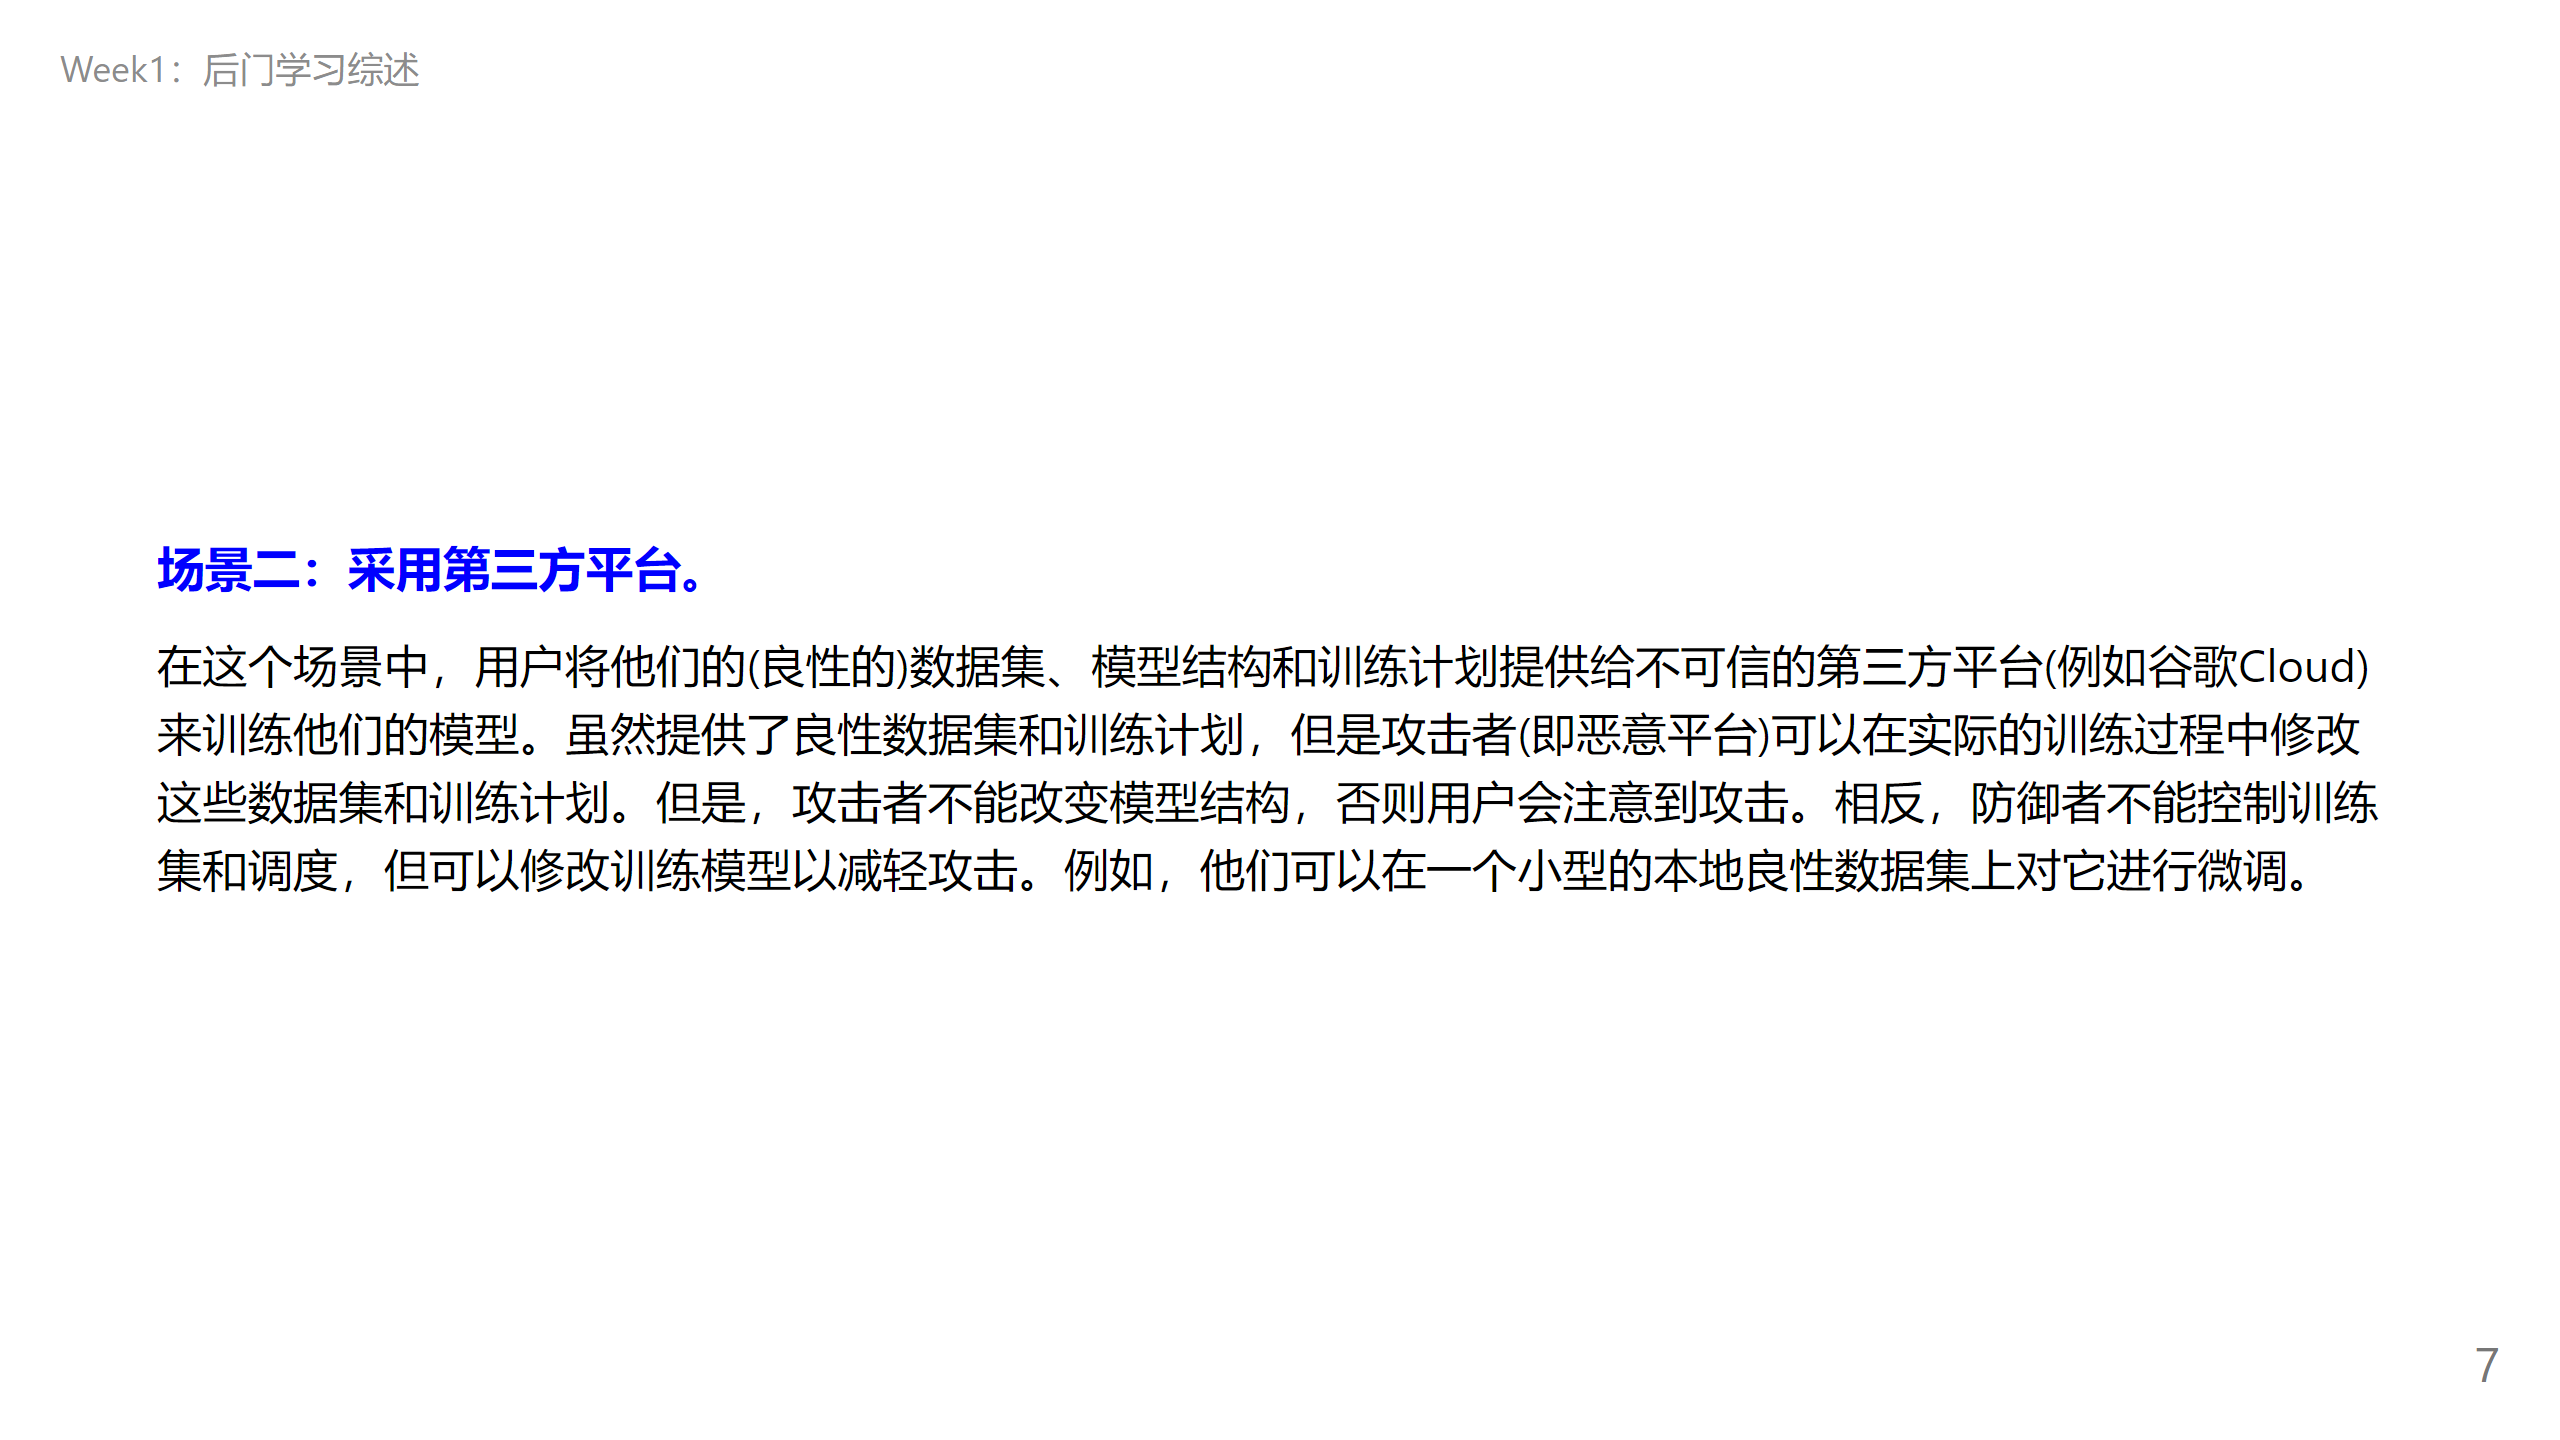 Week1：后门学习综述
场景二：采用第三方平台。
在这个场景中，用户将他们的(良性的)数据集、模型结构和训练计划提供给不可信的第三方平台(例如谷歌Cloud)
来训练他们的模型。虽然提供了良性数据集和训练计划，但是攻击者(即恶意平台)可以在实际的训练过程中修改
这些数据集和训练计划。但是，攻击者不能改变模型结构，否则用户会注意到攻击。相反，防御者不能控制训练
集和调度，但可以修改训练模型以减轻攻击。例如，他们可以在一个小型的本地良性数据集上对它进行微调。
7